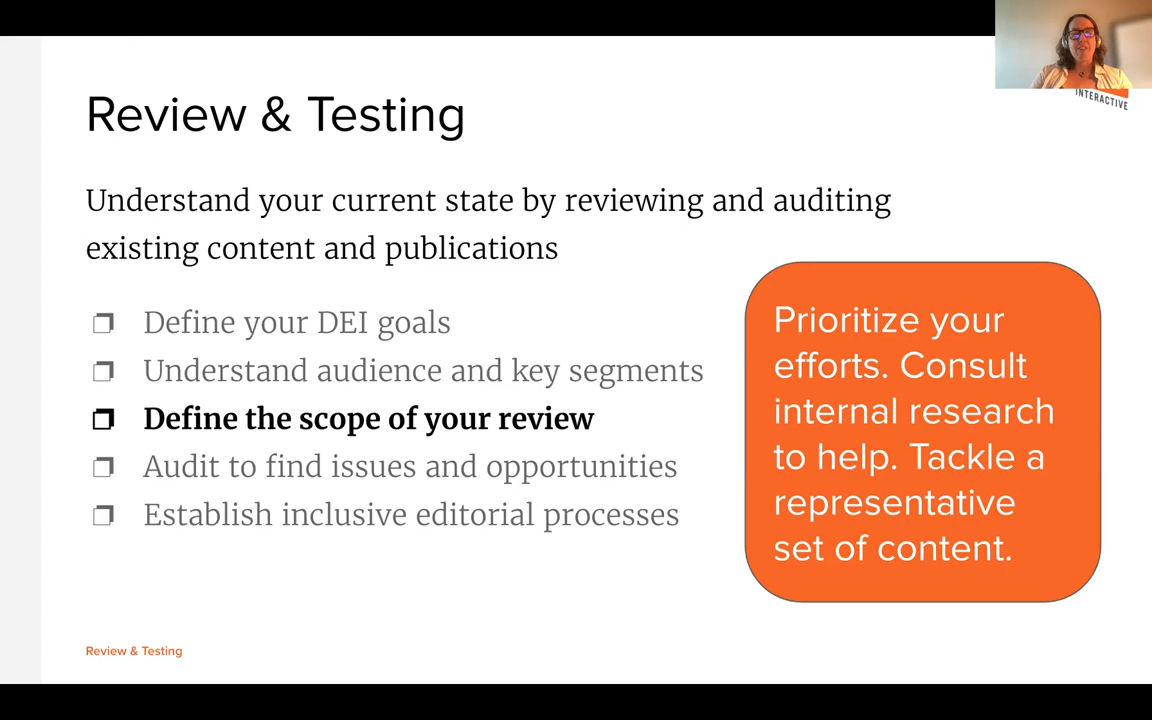 Review & Testing
INTERACTIVE
Understand your current state by reviewing and auditing
existing content and publications
❐ Define your DEI goals
❐ Understand audience and key segments
❐ Define the scope of your review
❐ Audit to find issues and opportunities
❐ Establish inclusive editorial processes
Prioritize your
efforts. Consult
internal research
to help. Tackle a
representative
set of content.
Review & Testing